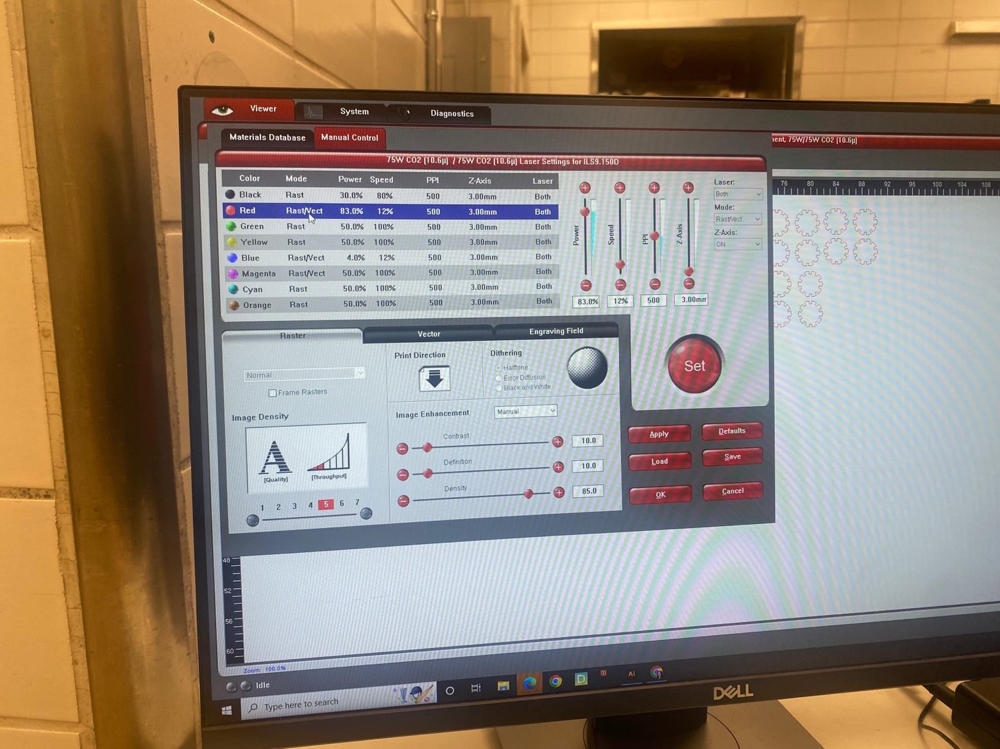 Viewer System Diagnostics
Materials Database Manual Control
ent, 75W/75W CO2 (10.6µ)
75W CO2 (10.6µ) / 75W CO2 (10.6µ) Laser Settings for ILS9.150D
Color Mode Power Speed PPI Z-Axis Laser
Black Rast 30.0% 80% 500 3.00mm Both
Red Rast/Vect 83.0% 12% 500 3.00mm Both
Green Rast 50.0% 100% 500 3.00mm Both
Yellow Rast 50.0% 100% 500 3.00mm Both
Blue Rast/Vect 4.0% 12% 500 3.00mm Both
Magenta Rast/Vect 50.0% 100% 500 3.00mm Both
Cyan Rast 50.0% 100% 500 3.00mm Both
Orange Rast 50.0% 100% 500 3.00mm Both
Power Speed PPI Z-Axis
83.0% 12% 500 3.00mm
Laser:
Both
Mode:
Rast/Vect
Z-Axis:
ON
76 80 84 88 92 96 100 104 108
Raster Vector Engraving Field
Normal
Frame Rasters
Image Density
A
[Quality] [Throughput]
1 2 3 4 5 6 7
Print Direction
Dithering
Halftone
Error Diffusion
Black and White
Image Enhancement Manual
Contrast
10.0
Definition
10.0
Density
85.0
Set
Apply Defaults
Load Save
OK Cancel
48
52
56
60
Zoom: 100.0%
Idle
Type here to search
D
Ai
DELL